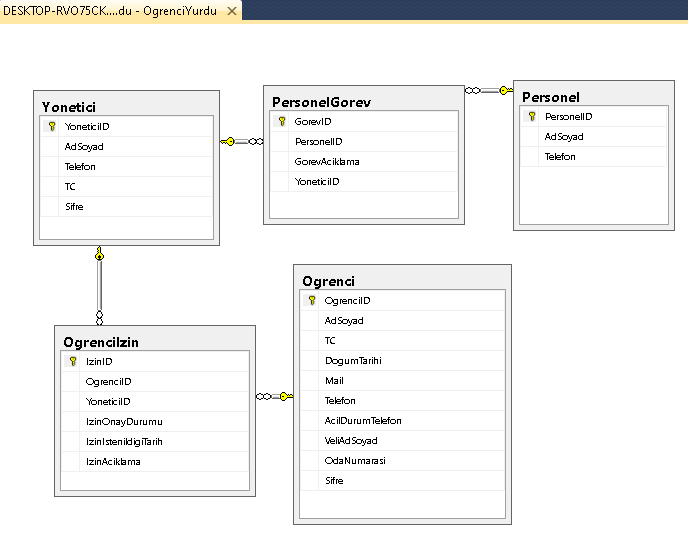 DESKTOP-RVO75CK....du - OgrenciYurdu
Yonetici
YoneticiID
AdSoyad
Telefon
TC
Sifre
PersonelGorev
GorevID
PersonelID
GorevAciklama
YoneticiID
Personel
PersonelID
AdSoyad
Telefon
OgrenciIzin
IzinID
OgrenciID
YoneticiID
IzinOnayDurumu
IzinIstenildigiTarih
IzinAciklama
Ogrenci
OgrenciID
AdSoyad
TC
DogumTarihi
Mail
Telefon
AcilDurumTelefon
VeliAdSoyad
OdaNumarasi
Sifre